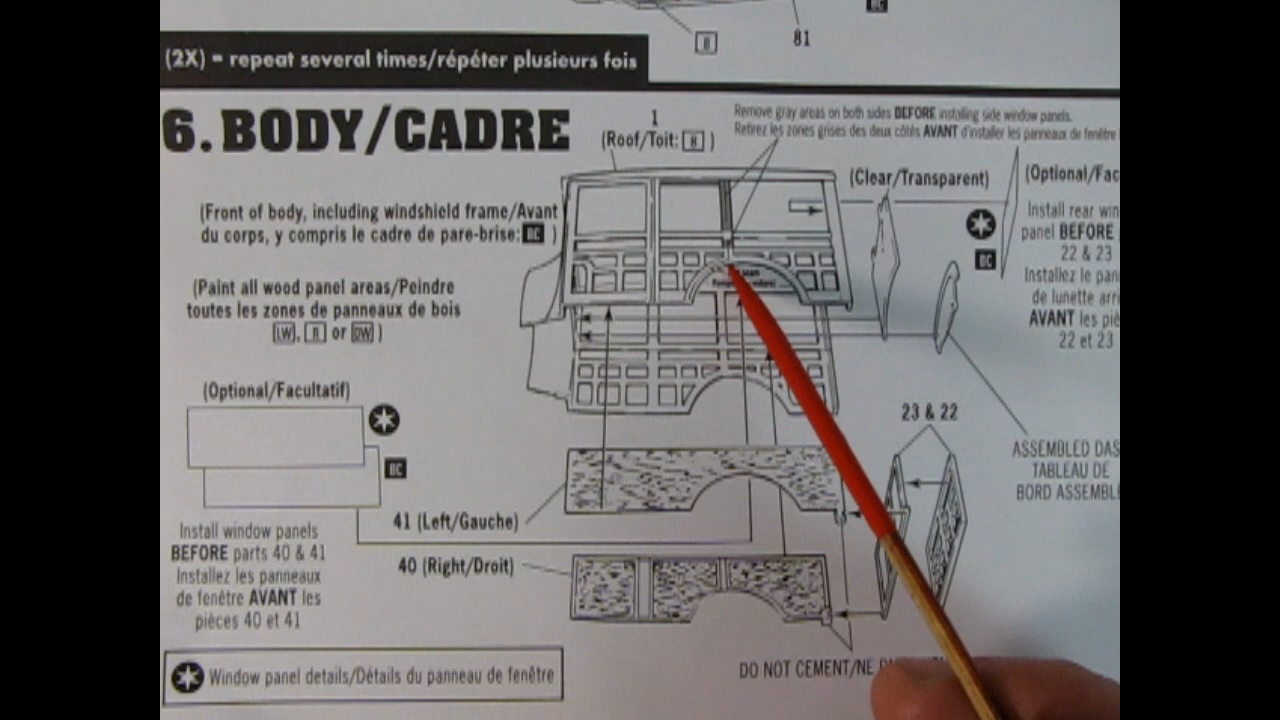 81
B
BC
(2X) = repeat several times/répéter plusieurs fois
6. BODY/CADRE
1
(Roof/Toit: B )
Remove gray areas on both sides BEFORE installing side window panels.
Retirez les zones grises des deux côtés AVANT d'installer les panneaux de fenêtre
(Front of body, including windshield frame/Avant
du corps, y compris le cadre de pare-brise: BC )
(Paint all wood panel areas/Peindre
toutes les zones de panneaux de bois
LW, R or DW )
(Clear/Transparent)
(Optional/Fac
BC
Install rear win
panel BEFORE
22 & 23
Installez le pan
de lunette arri
AVANT les piè
22 et 23
(Optional/Facultatif)
BC
Install window panels
BEFORE parts 40 & 41
Installez les panneaux
de fenêtre AVANT les
pièces 40 et 41
41 (Left/Gauche)
40 (Right/Droit)
23 & 22
ASSEMBLED DAS
TABLEAU DE
BORD ASSEMBLÉ
DO NOT CEMENT/NE
Window panel details/Détails du panneau de fenêtre